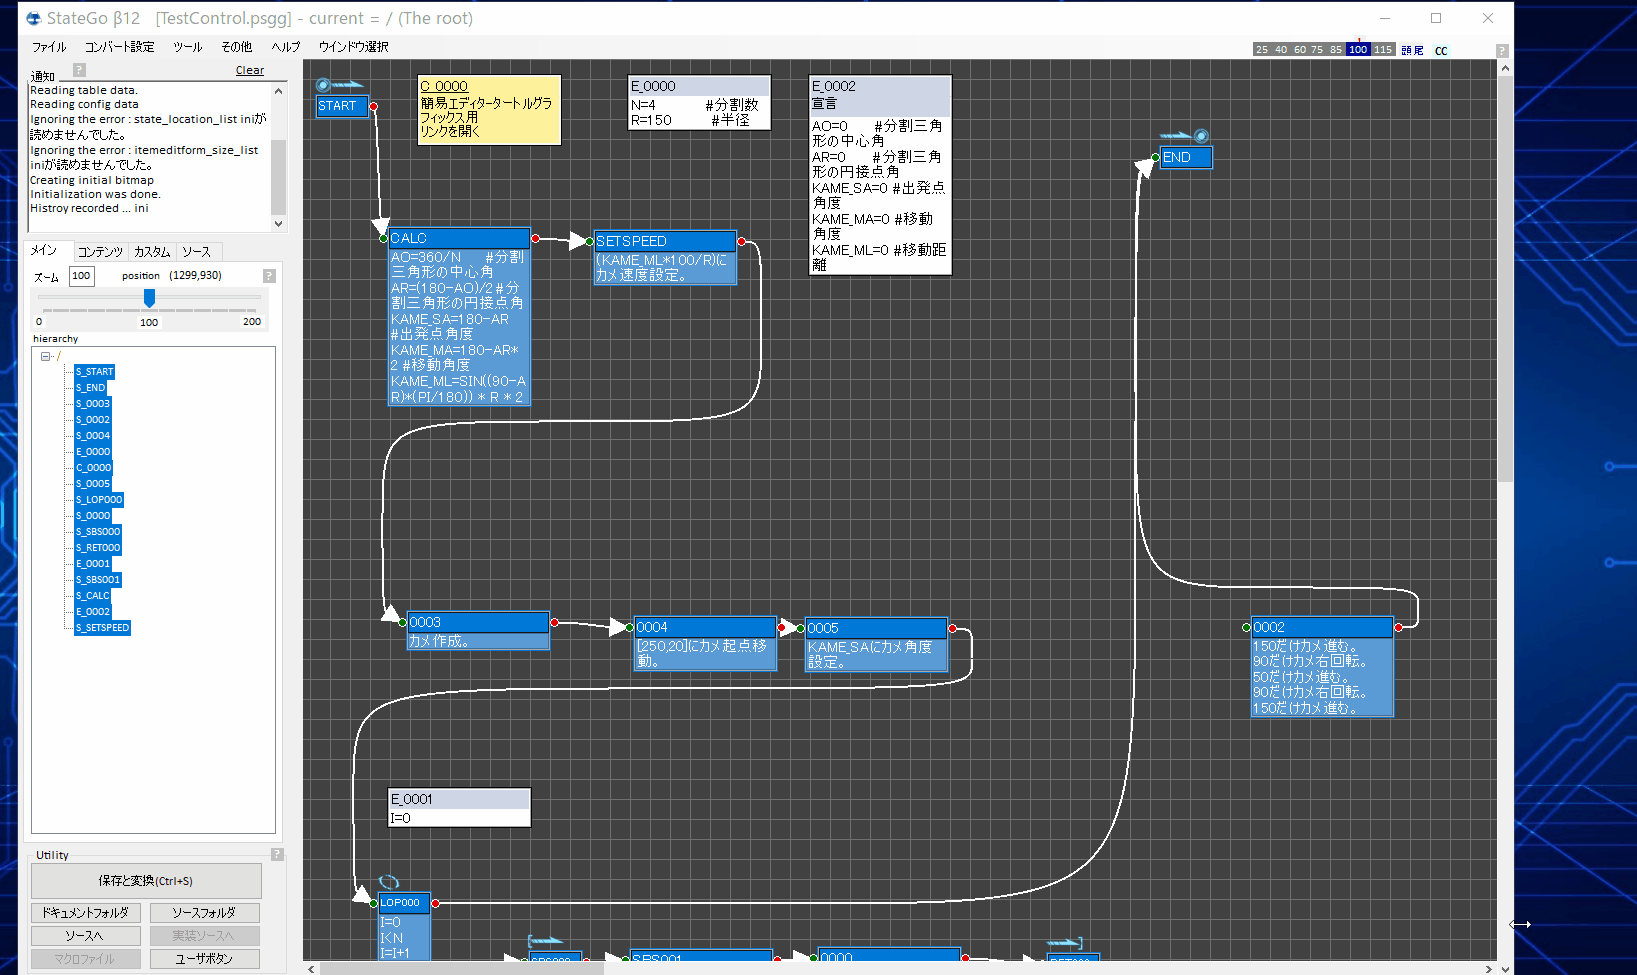 StateGo β12 [TestControl.psgg] - current = / (The root)
ファイル コンバート設定 ツール その他 ヘルプ ウインドウ選択
25 40 60 75 85 100 115 頭尾 CC ?
1
通知 ? Clear
Reading table data.
Reading config data
Ignoring the error : state_location_list iniが
読めませんでした。
Ignoring the error : itemeditform_size_list
iniが読めませんでした。
Creating initial bitmap
Initialization was done.
Histroy recorded ... ini
メイン コンテンツ カスタム ソース
ズーム 100 position (1299,930) ?
0 100 200
hierarchy
/
S_START
S_END
S_0003
S_0002
S_0004
E_0000
C_0000
S_0005
S_LOP000
S_0000
S_SBS000
S_RET000
E_0001
S_SBS001
S_CALC
E_0002
S_SETSPEED
Utility ?
保存と変換(Ctrl+S)
ドキュメントフォルダ ソースフォルダ
ソースへ 実装ソースへ
マクロファイル ユーザボタン
START
C_0000
簡易エディタータートルグラ
フィックス用
リンクを開く
E_0000
N=4 #分割数
R=150 #半径
E_0002
宣言
AO=0 #分割三角
形の中心角
AR=0 #分割三角
形の円接点角
KAME_SA=0 #出発点
角度
KAME_MA=0 #移動
角度
KAME_ML=0 #移動距
離
END
CALC
AO=360/N #分割
三角形の中心角
AR=(180-AO)/2 #分
割三角形の円接点角
KAME_SA=180-AR
#出発点角度
KAME_MA=180-AR*
2 #移動角度
KAME_ML=SIN((90-A
R)*(PI/180)) * R * 2
SETSPEED
(KAME_ML*100/R)に
カメ速度設定。
0003
カメ作成。
0004
[250,20]にカメ起点移
動。
0005
KAME_SAにカメ角度
設定。
0002
150だけカメ進む。
90だけカメ右回転。
50だけカメ進む。
90だけカメ右回転。
150だけカメ進む。
E_0001
I=0
LOP000
I=0
I<N
I=I+1
SBS000
SBS001
0000
RET000